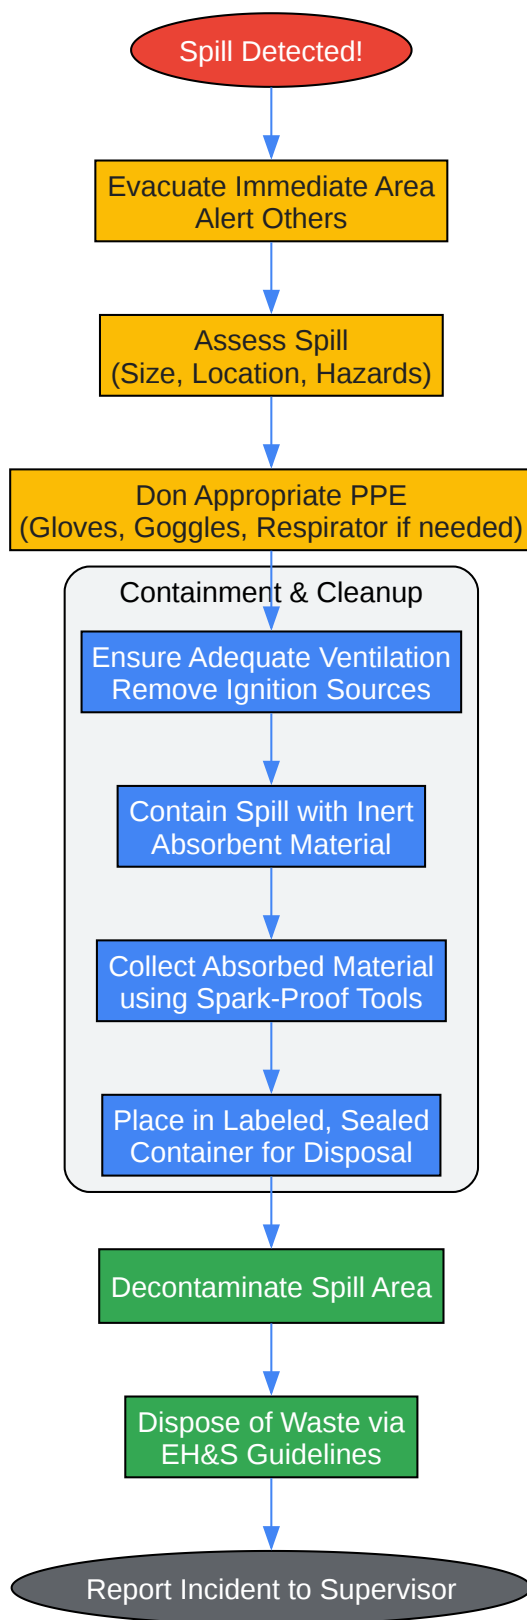 Spill Detected!
Evacuate Immediate Area
Alert Others
Assess Spill
(Size, Location, Hazards)
Don Appropriate PPE
(Gloves, Goggles, Respirator if needed)
Containment & Cleanup
Ensure Adequate Ventilation
Remove Ignition Sources
Contain Spill with Inert
Absorbent Material
Collect Absorbed Material
using Spark-Proof Tools
Place in Labeled, Sealed
Container for Disposal
Decontaminate Spill Area
Dispose of Waste via
EH&S Guidelines
Report Incident to Supervisor